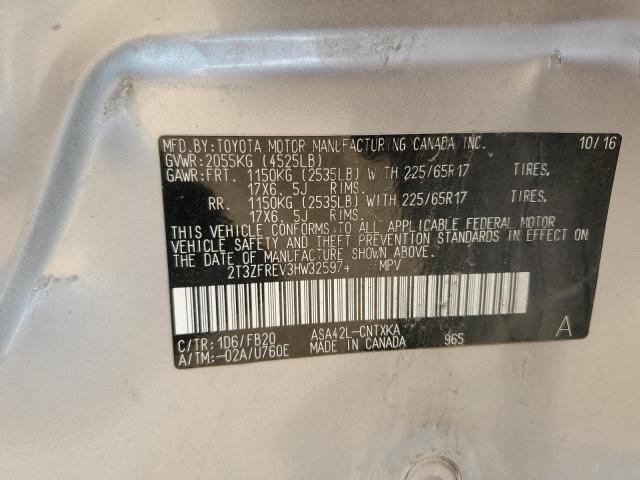 MFD.BY:TOYOTA MOTOR MANUFACTURING CANADA INC. 10/16
GVWR:2055KG (4525LB)
GAWR:FRT. 1150KG (2535LB) WITH 225/65R17 TIRES,
17X6.5J RIMS.
RR. 1150KG (2535LB) WITH 225/65R17 TIRES,
17X6.5J RIMS.
THIS VEHICLE CONFORMS TO ALL APPLICABLE FEDERAL MOTOR
VEHICLE SAFETY AND THEFT PREVENTION STANDARDS IN EFFECT ON
THE DATE OF MANUFACTURE SHOWN ABOVE.
2T3ZFREV3HW325974 MPV
C/TR:1D6/FB20 ASA42L-CNTXKA A
A/TM:-02A/U760E MADE IN CANADA 965